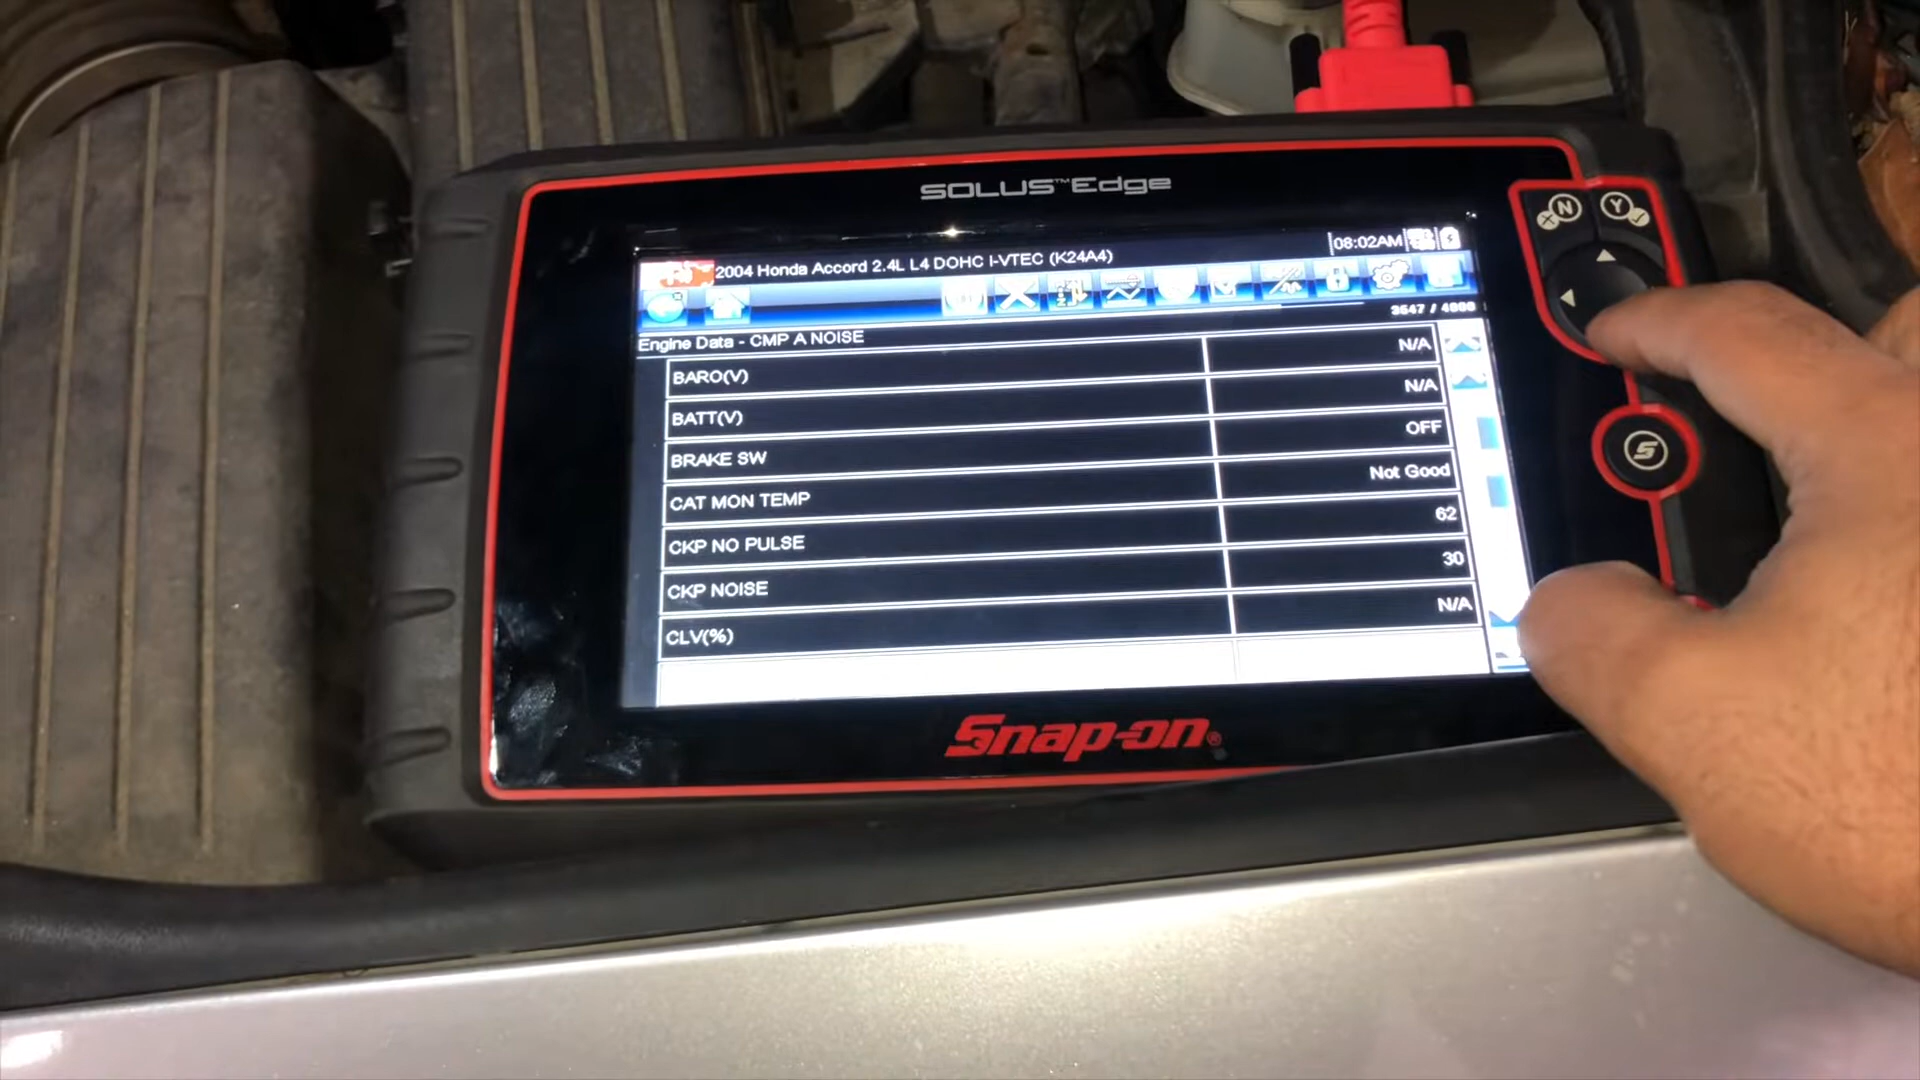 SOLUS™ Edge
N Y
08:02AM
2004 Honda Accord 2.4L L4 DOHC I-VTEC (K24A4)
3547 / 4000
Engine Data - CMP A NOISE
BARO(V) N/A
BATT(V) N/A
BRAKE SW OFF
CAT MON TEMP Not Good
CKP NO PULSE 62
CKP NOISE 30
CLV(%) N/A
S
Snap-on®